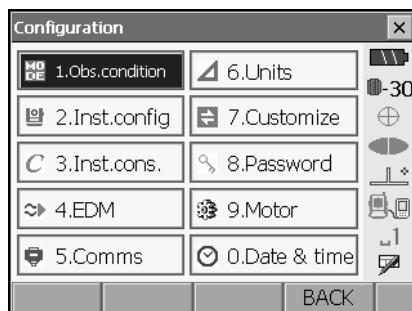 Configuration
MODE 1.Obs.condition
6.Units
2.Inst.config
7.Customize
C 3.Inst.cons.
8.Password
4.EDM
9.Motor
5.Comms
0.Date & time
-30
1
BACK